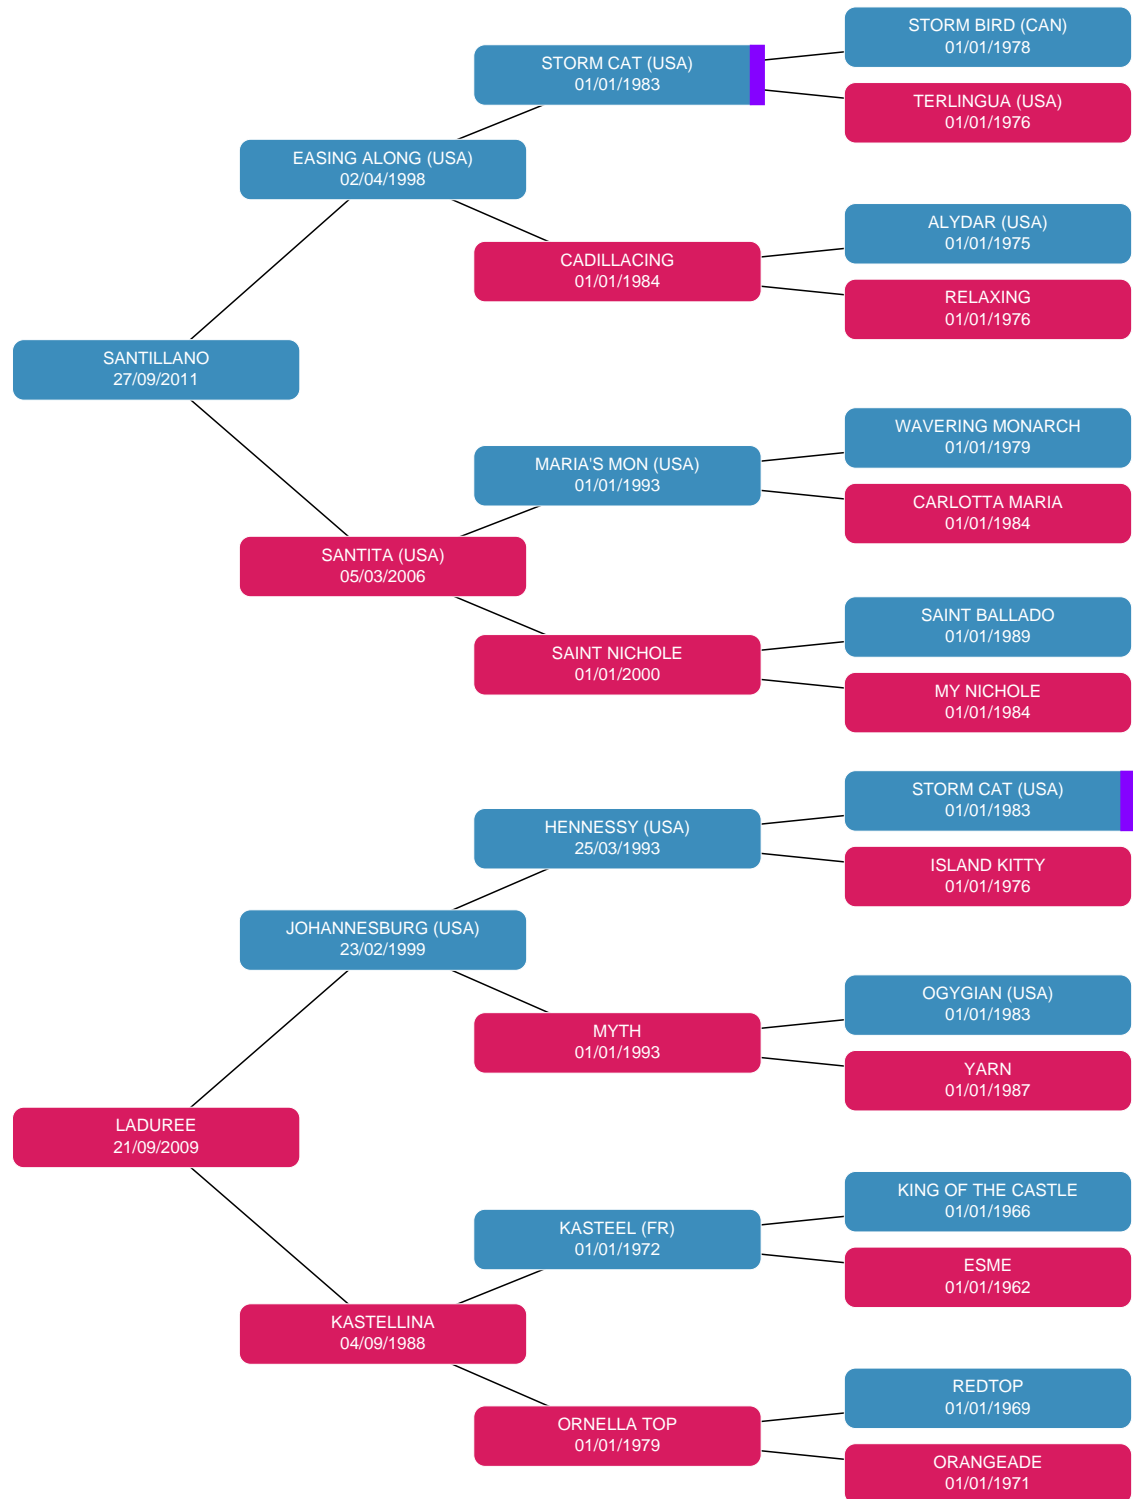 STORM BIRD (CAN)
01/01/1978
STORM CAT (USA)
01/01/1983
TERLINGUA (USA)
01/01/1976
EASING ALONG (USA)
02/04/1998
ALYDAR (USA)
01/01/1975
CADILLACING
01/01/1984
RELAXING
01/01/1976
SANTILLANO
27/09/2011
WAVERING MONARCH
01/01/1979
MARIA'S MON (USA)
01/01/1993
CARLOTTA MARIA
01/01/1984
SANTITA (USA)
05/03/2006
SAINT BALLADO
01/01/1989
SAINT NICHOLE
01/01/2000
MY NICHOLE
01/01/1984
STORM CAT (USA)
01/01/1983
HENNESSY (USA)
25/03/1993
ISLAND KITTY
01/01/1976
JOHANNESBURG (USA)
23/02/1999
OGYGIAN (USA)
01/01/1983
MYTH
01/01/1993
YARN
01/01/1987
LADUREE
21/09/2009
KING OF THE CASTLE
01/01/1966
KASTEEL (FR)
01/01/1972
ESME
01/01/1962
KASTELLINA
04/09/1988
REDTOP
01/01/1969
ORNELLA TOP
01/01/1979
ORANGEADE
01/01/1971